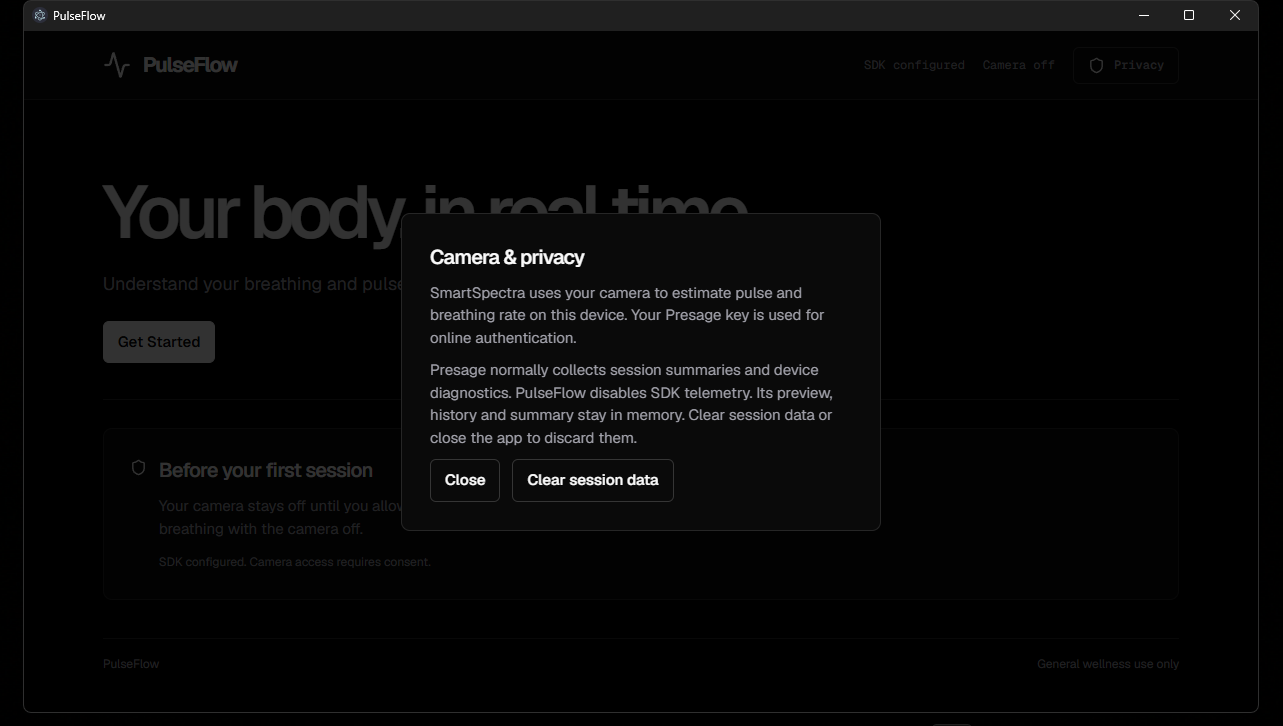 PulseFlow
PulseFlow
SDK configured
Camera off
Privacy
Your body, in real time
Understand your breathing and pulse
Get Started
Camera & privacy
SmartSpectra uses your camera to estimate pulse and
breathing rate on this device. Your Presage key is used for
online authentication.
Presage normally collects session summaries and device
diagnostics. PulseFlow disables SDK telemetry. Its preview,
history and summary stay in memory. Clear session data or
close the app to discard them.
Close
Clear session data
Before your first session
Your camera stays off until you allow
breathing with the camera off.
SDK configured. Camera access requires consent.
PulseFlow
General wellness use only